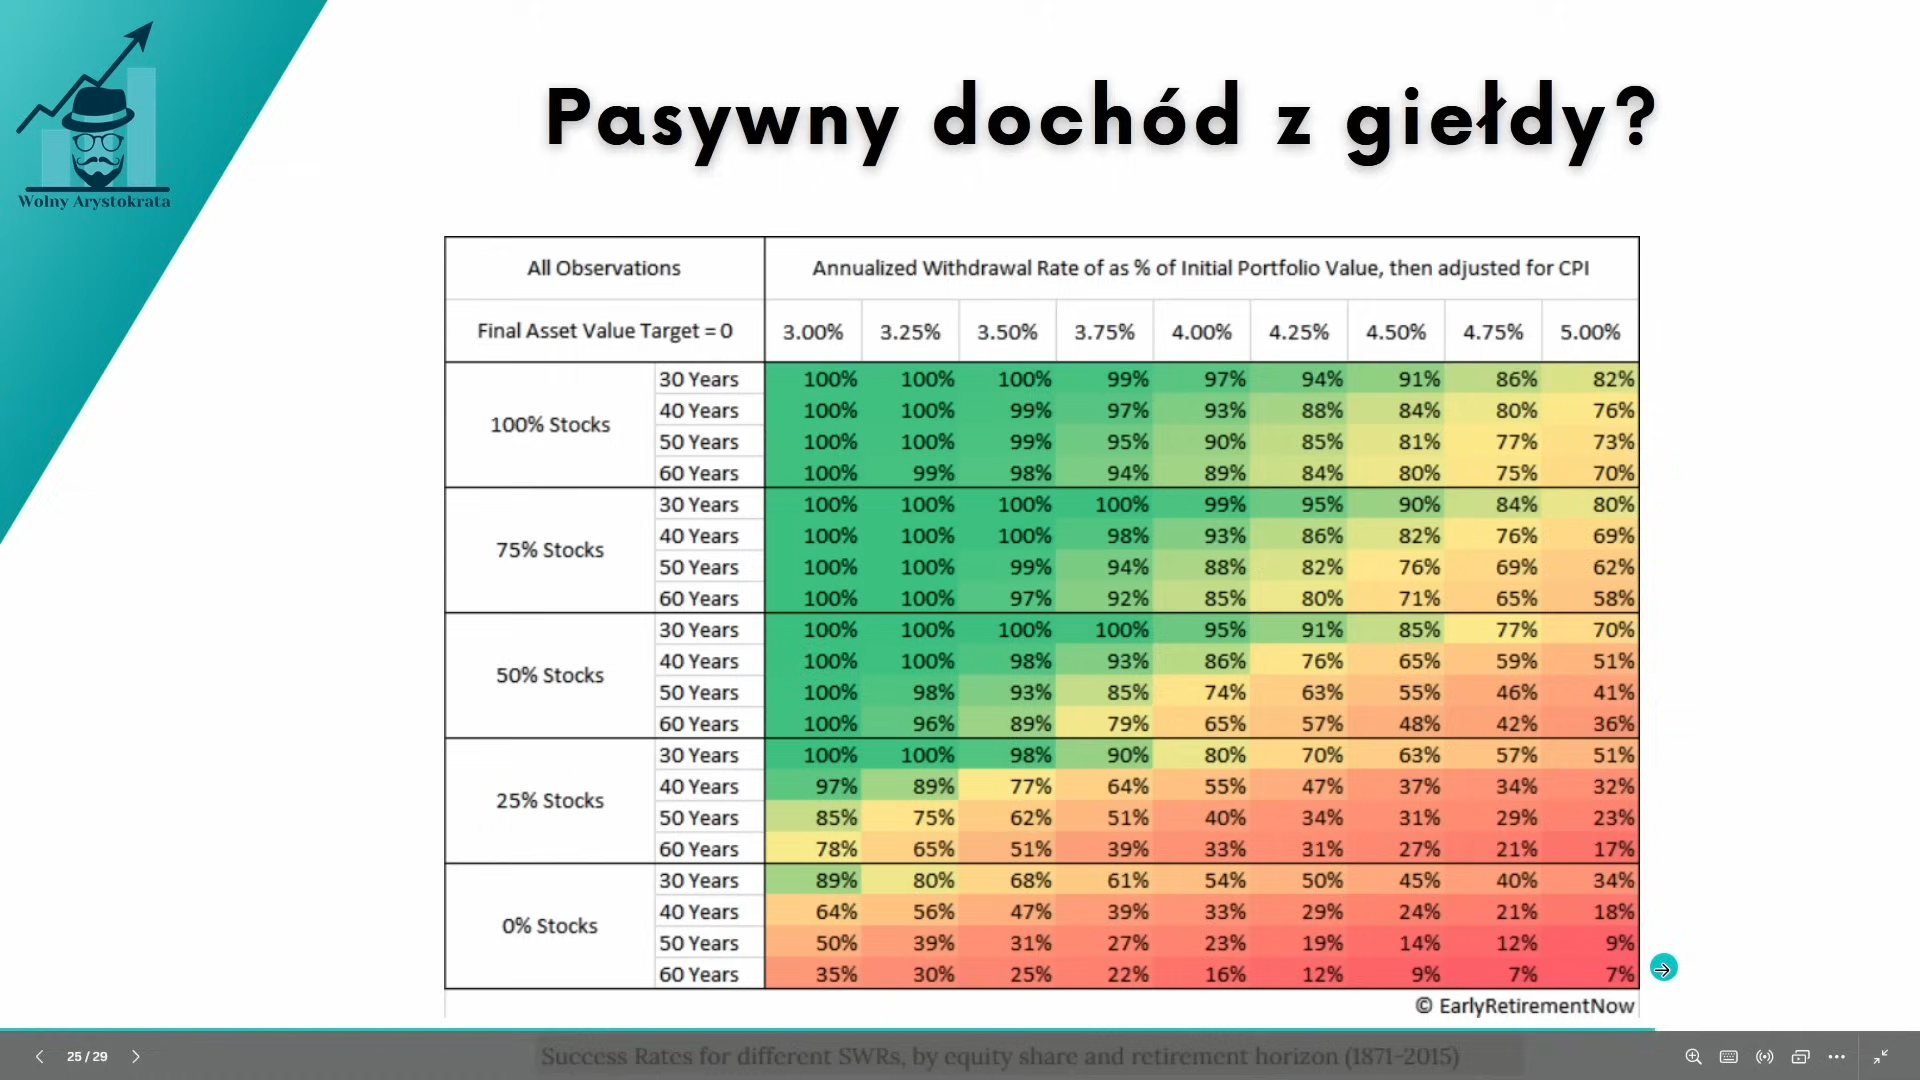 Pasywny dochód z giełdy?
Wolny Arystokrata
All Observations Annualized Withdrawal Rate of as % of Initial Portfolio Value, then adjusted for CPI
Final Asset Value Target = 0 3.00% 3.25% 3.50% 3.75% 4.00% 4.25% 4.50% 4.75% 5.00%
100% Stocks
30 Years 100% 100% 100% 99% 97% 94% 91% 86% 82%
40 Years 100% 100% 99% 97% 93% 88% 84% 80% 76%
50 Years 100% 100% 99% 95% 90% 85% 81% 77% 73%
60 Years 100% 99% 98% 94% 89% 84% 80% 75% 70%
75% Stocks
30 Years 100% 100% 100% 100% 99% 95% 90% 84% 80%
40 Years 100% 100% 100% 98% 93% 86% 82% 76% 69%
50 Years 100% 100% 99% 94% 88% 82% 76% 69% 62%
60 Years 100% 100% 97% 92% 85% 80% 71% 65% 58%
50% Stocks
30 Years 100% 100% 100% 100% 95% 91% 85% 77% 70%
40 Years 100% 100% 98% 93% 86% 76% 65% 59% 51%
50 Years 100% 98% 93% 85% 74% 63% 55% 46% 41%
60 Years 100% 96% 89% 79% 65% 57% 48% 42% 36%
25% Stocks
30 Years 100% 100% 98% 90% 80% 70% 63% 57% 51%
40 Years 97% 89% 77% 64% 55% 47% 37% 34% 32%
50 Years 85% 75% 62% 51% 40% 34% 31% 29% 23%
60 Years 78% 65% 51% 39% 33% 31% 27% 21% 17%
0% Stocks
30 Years 89% 80% 68% 61% 54% 50% 45% 40% 34%
40 Years 64% 56% 47% 39% 33% 29% 24% 21% 18%
50 Years 50% 39% 31% 27% 23% 19% 14% 12% 9%
60 Years 35% 30% 25% 22% 16% 12% 9% 7% 7%
© EarlyRetirementNow
25 / 29
Success Rates for different SWRs, by equity share and retirement horizon (1871-2015)